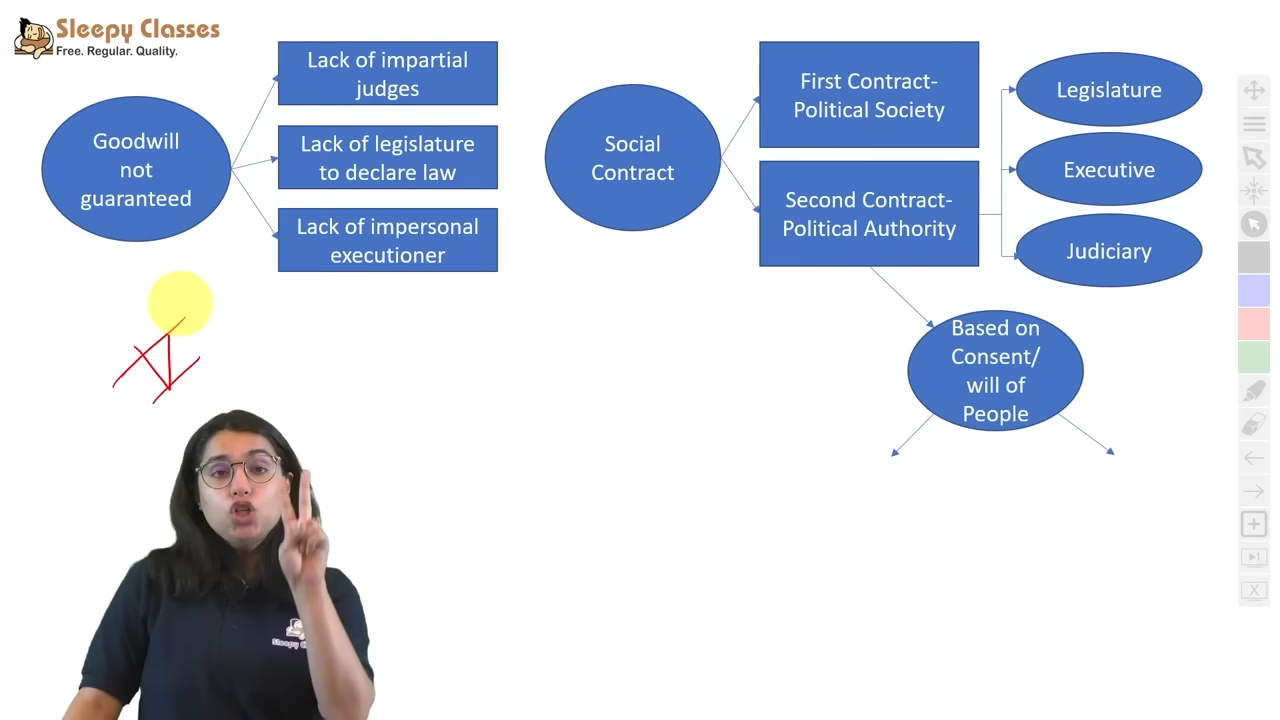 Sleepy Classes
Free. Regular. Quality.
Goodwill
not
guaranteed
Lack of impartial
judges
Lack of legislature
to declare law
Lack of impersonal
executioner
Social
Contract
First Contract-
Political Society
Second Contract-
Political Authority
Legislature
Executive
Judiciary
Based on
Consent/
will of
People